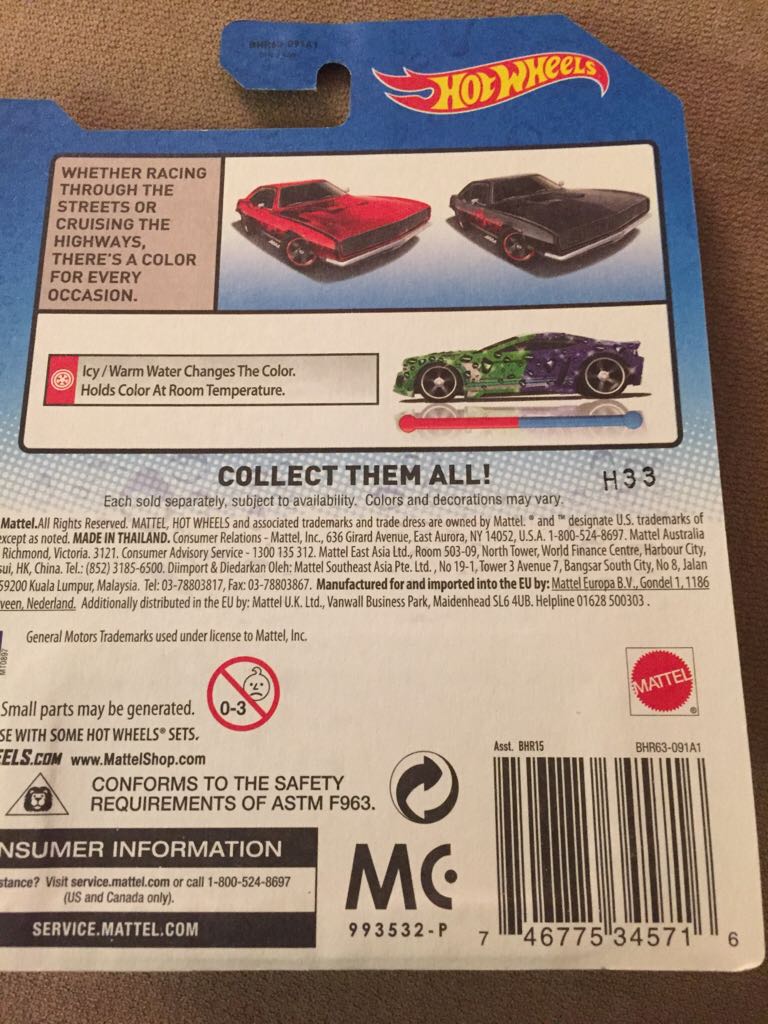 BHR63 091A1
HOT WHEELS
WHETHER RACING
THROUGH THE
STREETS OR
CRUISING THE
HIGHWAYS,
THERE'S A COLOR
FOR EVERY
OCCASION.
Icy / Warm Water Changes The Color.
Holds Color At Room Temperature.
COLLECT THEM ALL!
H33
Each sold separately, subject to availability. Colors and decorations may vary.
Mattel. All Rights Reserved. MATTEL, HOT WHEELS and associated trademarks and trade dress are owned by Mattel. ® and ™ designate U.S. trademarks of
except as noted. MADE IN THAILAND. Consumer Relations - Mattel, Inc., 636 Girard Avenue, East Aurora, NY 14052, U.S.A. 1-800-524-8697. Mattel Australia
Richmond, Victoria. 3121. Consumer Advisory Service - 1300 135 312. Mattel East Asia Ltd., Room 503-09, North Tower, World Finance Centre, Harbour City,
sui, HK, China. Tel.: (852) 3185-6500. Diimport & Diedarkan Oleh: Mattel Southeast Asia Pte. Ltd., No 19-1, Tower 3 Avenue 7, Bangsar South City, No 8, Jalan
59200 Kuala Lumpur, Malaysia. Tel: 03-78803817, Fax: 03-78803867. Manufactured for and imported into the EU by: Mattel Europa B.V., Gondel 1, 1186
veen, Nederland. Additionally distributed in the EU by: Mattel U.K. Ltd., Vanwall Business Park, Maidenhead SL6 4UB. Helpline 01628 500303.
General Motors Trademarks used under license to Mattel, Inc.
MT0897
Small parts may be generated.
0-3
MATTEL
®
SE WITH SOME HOT WHEELS® SETS.
EELS.COM www.MattelShop.com
CONFORMS TO THE SAFETY
REQUIREMENTS OF ASTM F963.
NSUMER INFORMATION
stance? Visit service.mattel.com or call 1-800-524-8697
(US and Canada only).
SERVICE.MATTEL.COM
MC
993532-P
Asst. BHR15
BHR63-091A1
7 46775 34571 6